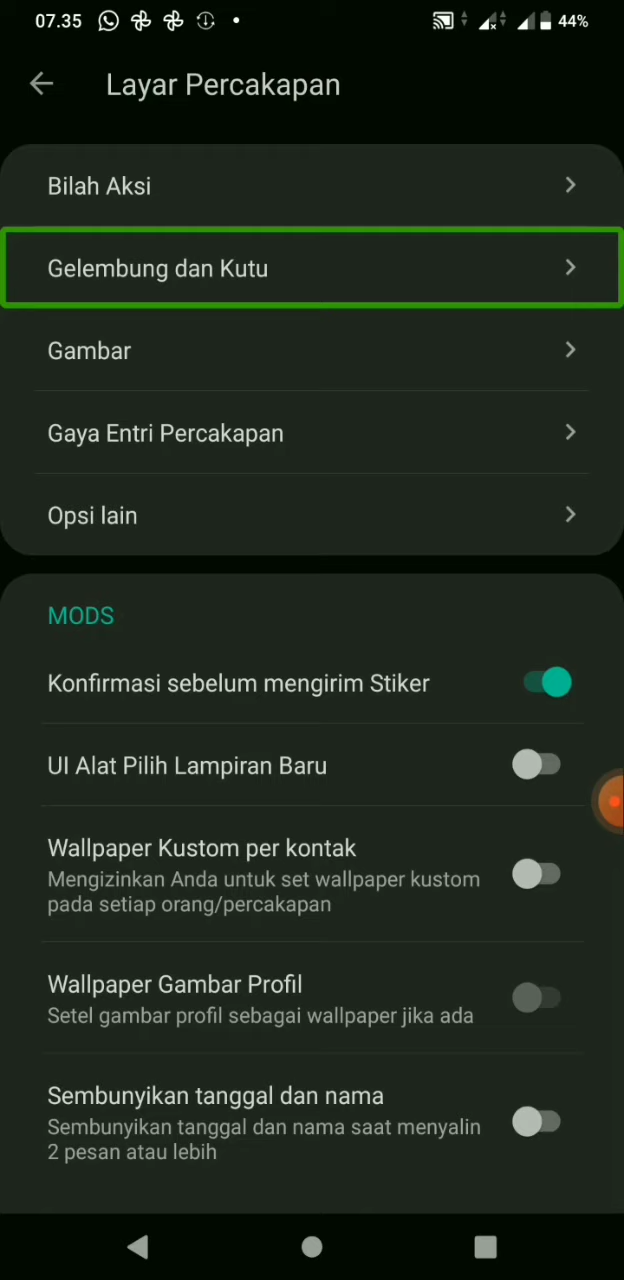 07.35
44%
Layar Percakapan
Bilah Aksi
Gelembung dan Kutu
Gambar
Gaya Entri Percakapan
Opsi lain
MODS
Konfirmasi sebelum mengirim Stiker
UI Alat Pilih Lampiran Baru
Wallpaper Kustom per kontak
Mengizinkan Anda untuk set wallpaper kustom
pada setiap orang/percakapan
Wallpaper Gambar Profil
Setel gambar profil sebagai wallpaper jika ada
Sembunyikan tanggal dan nama
Sembunyikan tanggal dan nama saat menyalin
2 pesan atau lebih